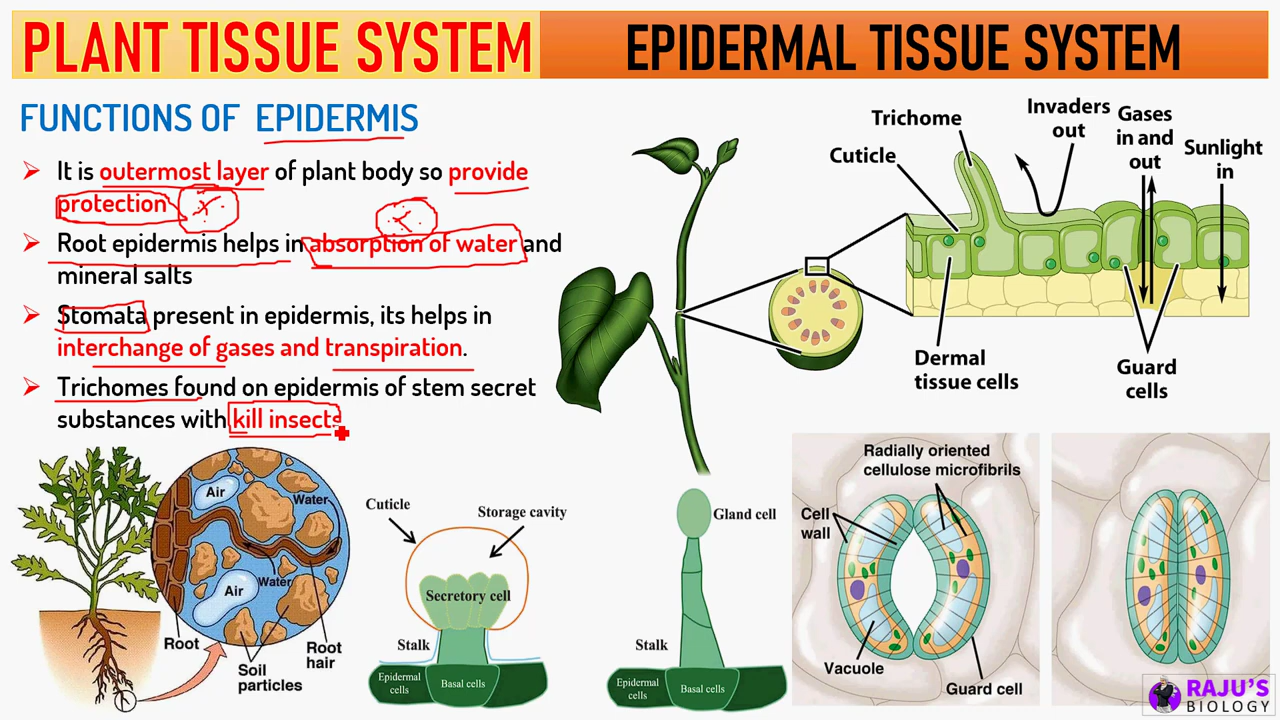 PLANT TISSUE SYSTEM
EPIDERMAL TISSUE SYSTEM
FUNCTIONS OF EPIDERMIS
It is outermost layer of plant body so provide
protection
Root epidermis helps in absorption of water and
mineral salts
Stomata present in epidermis, its helps in
interchange of gases and transpiration.
Trichomes found on epidermis of stem secret
substances with kill insects
Trichome
Cuticle
Invaders
out
Gases
in and
out
Sunlight
in
Dermal
tissue cells
Guard
cells
Air
Water
Water
Air
Root
Soil
particles
Root
hair
Cuticle
Storage cavity
Secretory cell
Stalk
Epidermal
cells
Basal cells
Gland cell
Stalk
Epidermal
cells
Basal cells
Radially oriented
cellulose microfibrils
Cell
wall
Vacuole
Guard cell
RAJU'S
BIOLOGY